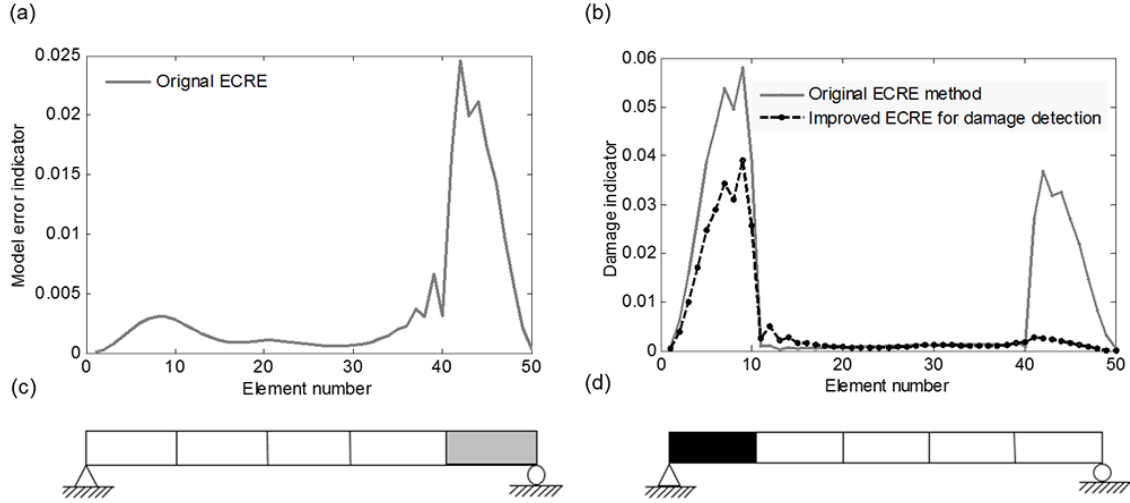 (a)
(b)
0.025
0.02
0.015
0.01
0.005
0
Model error indicator
Orignal ECRE
0
10
20
30
40
50
Element number
0.06
0.05
0.04
0.03
0.02
0.01
0
Damage indicator
Original ECRE method
Improved ECRE for damage detection
0
10
20
30
40
50
Element number
(c)
(d)